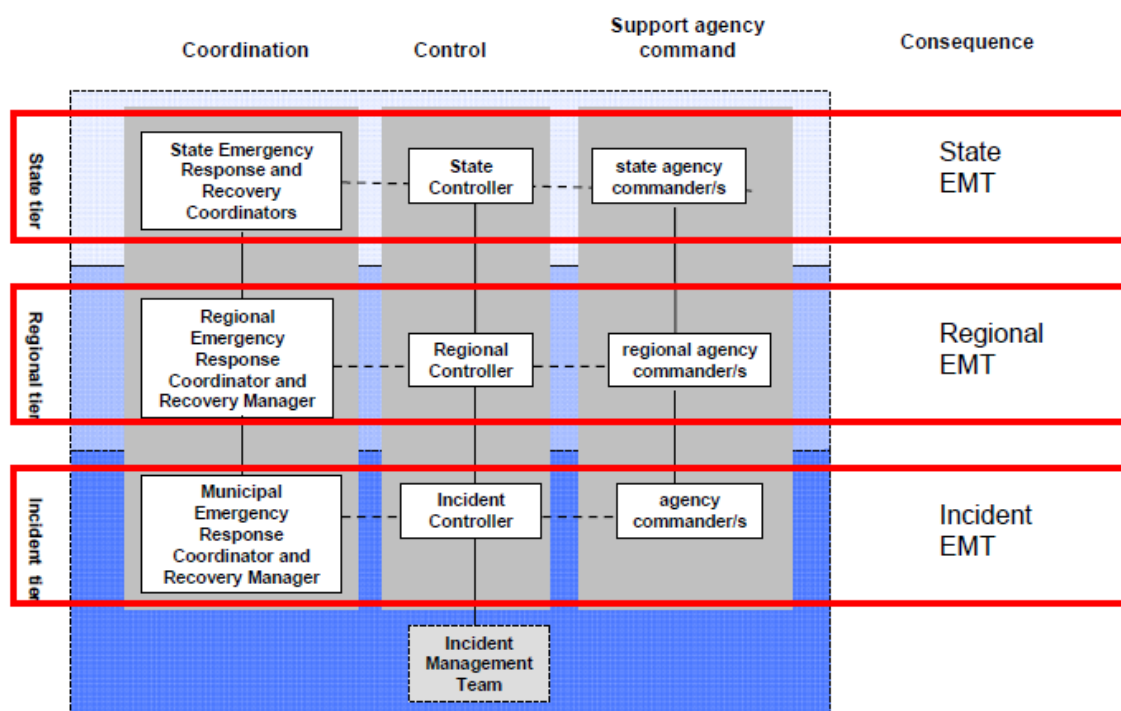 Coordination
Control
Support agency
command
Consequence
State tier
State Emergency
Response and
Recovery
Coordinators
State
Controller
state agency
commander/s
State
EMT
Regional tier
Regional
Emergency
Response
Coordinator and
Recovery Manager
Regional
Controller
regional agency
commander/s
Regional
EMT
Incident tier
Municipal
Emergency
Response
Coordinator and
Recovery Manager
Incident
Controller
agency
commander/s
Incident
EMT
Incident
Management
Team